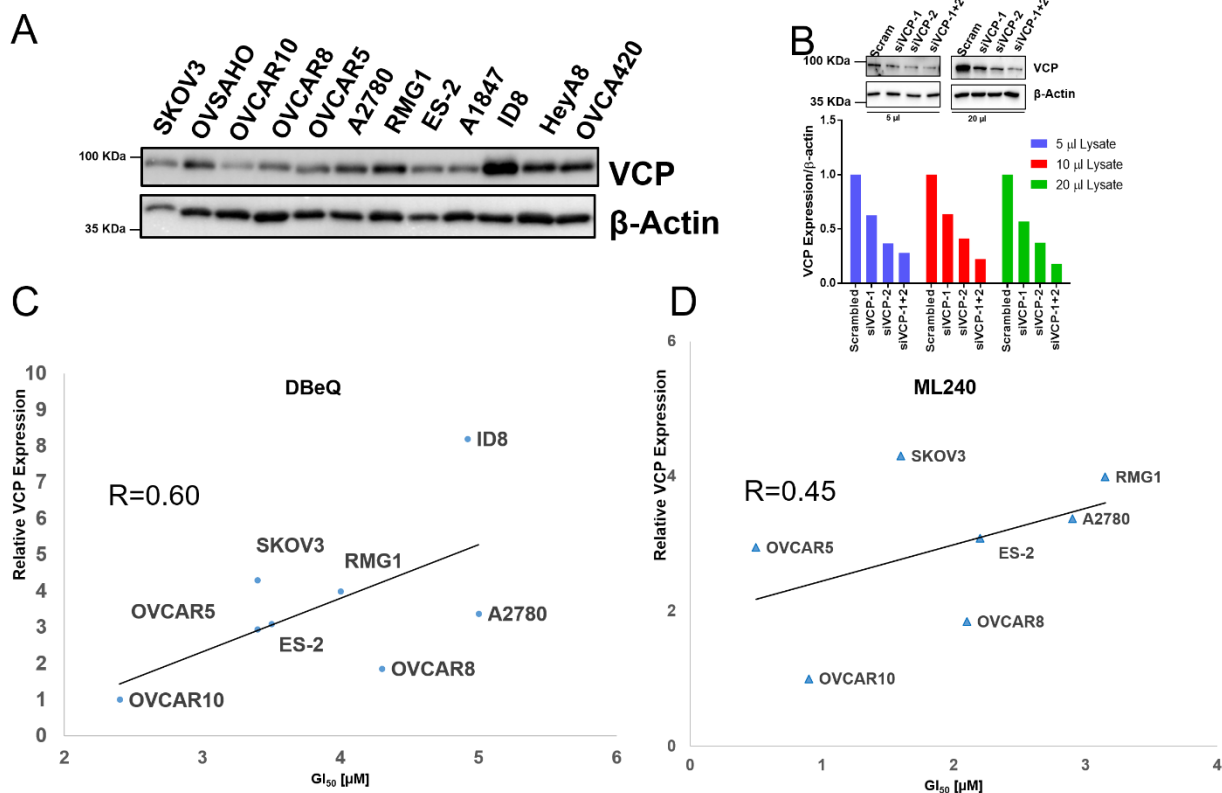 A
SKOV3
OVSAHO
OVCAR10
OVCAR8
OVCAR5
A2780
RMG1
ES-2
A1847
ID8
HeyA8
OVCA420
100 KDa
VCP
35 KDa
β-Actin
B
Scram
siVCP-1
siVCP-2
siVCP-1+2
Scram
siVCP-1
siVCP-2
siVCP-1+2
100 KDa
VCP
35 KDa
β-Actin
5 µl
20 µl
VCP Expression/β-actin
1.5
1.0
0.5
0.0
5 µl Lysate
10 µl Lysate
20 µl Lysate
Scrambled
siVCP-1
siVCP-2
siVCP-1+2
Scrambled
siVCP-1
siVCP-2
siVCP-1+2
Scrambled
siVCP-1
siVCP-2
siVCP-1+2
C
DBeQ
Relative VCP Expression
10
9
8
7
6
5
4
3
2
1
0
R=0.60
ID8
SKOV3
RMG1
OVCAR5
ES-2
A2780
OVCAR8
OVCAR10
2
3
4
5
6
GI50 [µM]
D
ML240
Relative VCP Expression
6
4
2
0
R=0.45
SKOV3
RMG1
A2780
OVCAR5
ES-2
OVCAR8
OVCAR10
0
1
2
3
4
GI50 [µM]